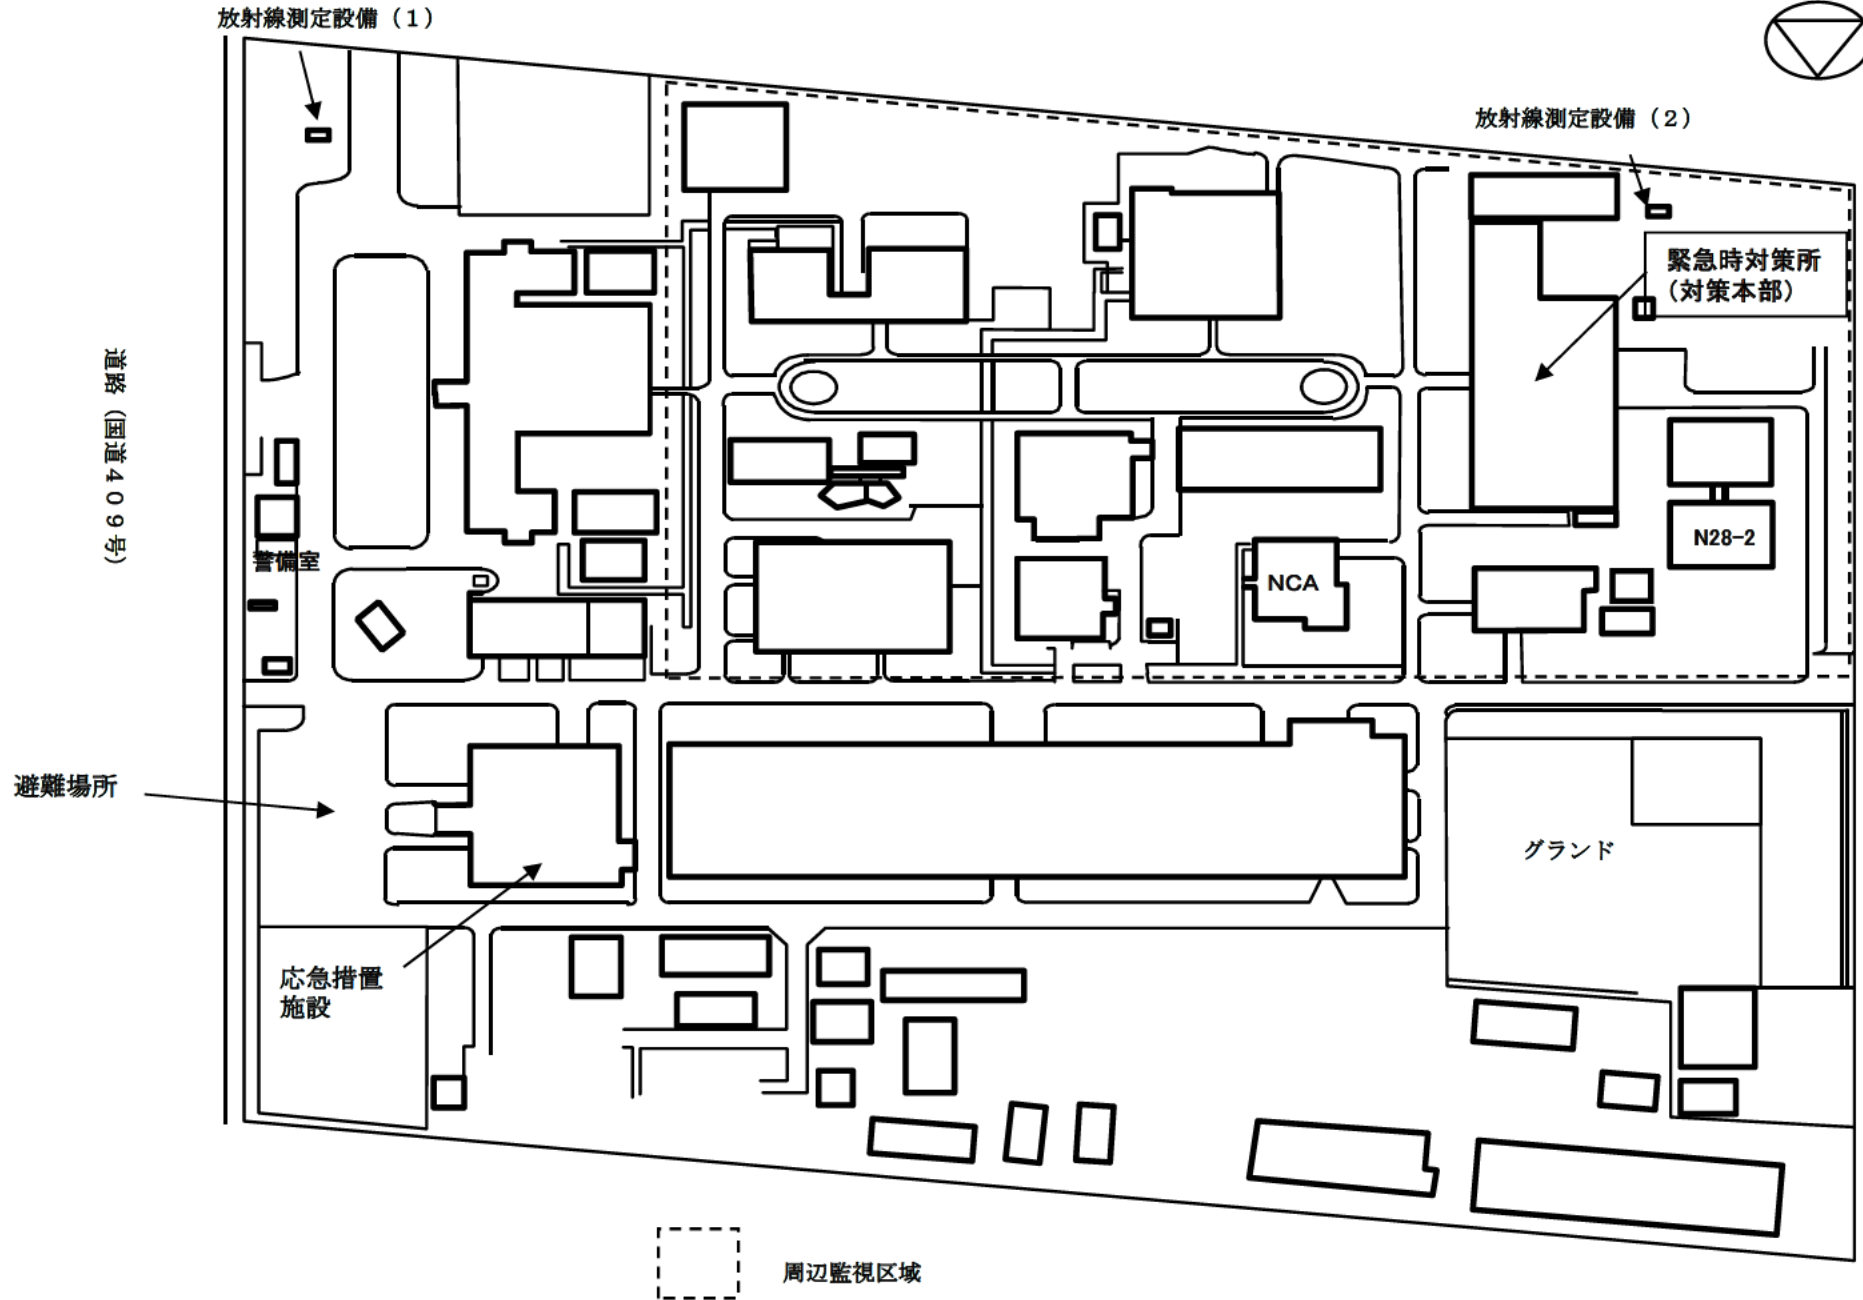 放射線測定設備（１）
放射線測定設備（２）
緊急時対策所
（対策本部）
道路（国道４０９号）
N28-2
警備室
NCA
避難場所
グランド
応急措置
施設
周辺監視区域